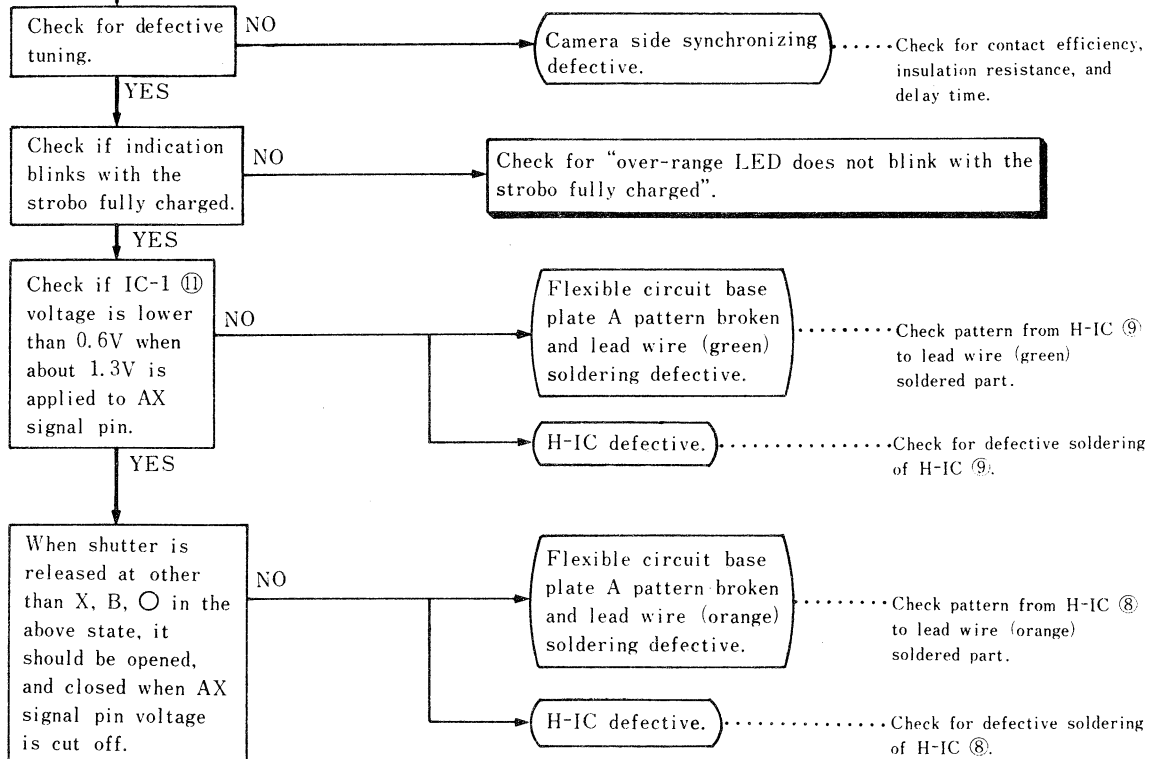 Check for defective
tuning.
NO
Camera side synchronizing
defective.
Check for contact efficiency,
insulation resistance, and
delay time.
YES
Check if indication
blinks with the
strobo fully charged.
NO
Check for “over-range LED does not blink with the
strobo fully charged”.
YES
Check if IC-1 ⑪
voltage is lower
than 0.6V when
about 1.3V is
applied to AX
signal pin.
NO
Flexible circuit base
plate A pattern broken
and lead wire (green)
soldering defective.
Check pattern from H-IC ⑨
to lead wire (green)
soldered part.
H-IC defective.
Check for defective soldering
of H-IC ⑨.
YES
When shutter is
released at other
than X, B, ○ in the
above state, it
should be opened,
and closed when AX
signal pin voltage
is cut off.
NO
Flexible circuit base
plate A pattern broken
and lead wire (orange)
soldering defective.
Check pattern from H-IC ⑧
to lead wire (orange)
soldered part.
H-IC defective.
Check for defective soldering
of H-IC ⑧.